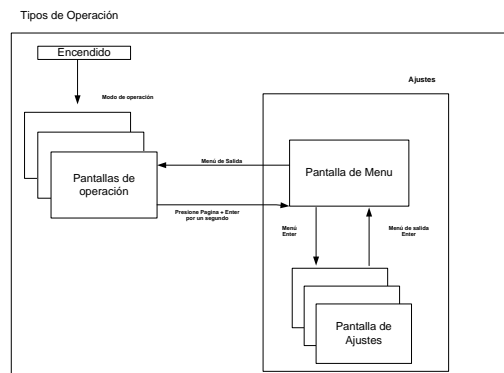 Tipos de Operación
Encendido
Modo de operación
Ajustes
Menú de Salida
Pantalla de Menu
Pantallas de
operación
Presione Pagina + Enter
por un segundo
Menú
Enter
Menú de salida
Enter
Pantalla de
Ajustes